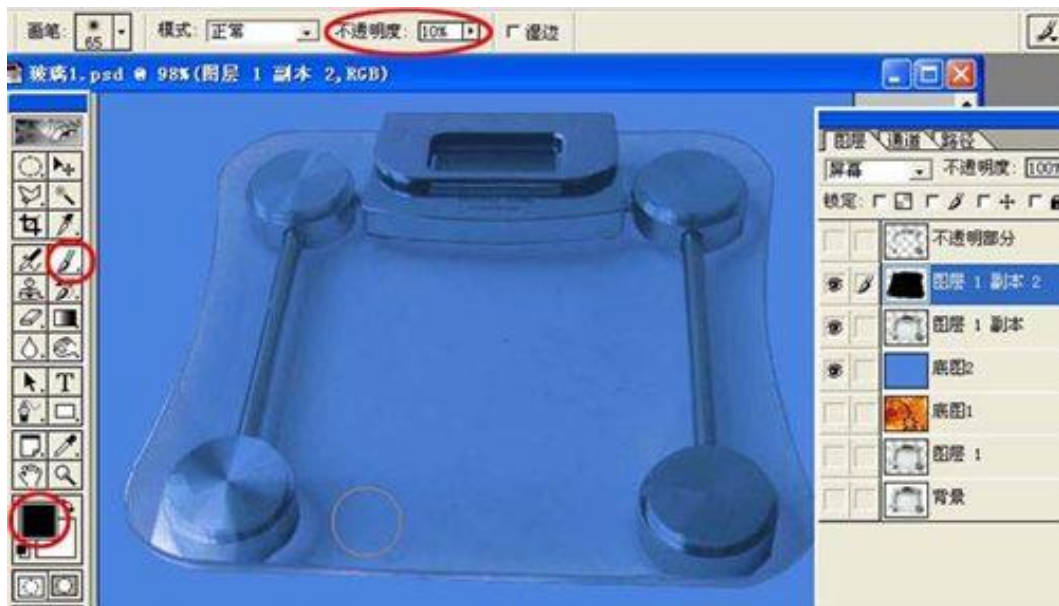 画笔: 65 模式: 正常 不透明度: 10% 湿边
玻璃1.psd @ 98%(图层 1 副本 2,RGB)
图层 通道 路径
屏幕 不透明度: 100%
锁定:
不透明部分
图层 1 副本 2
图层 1 副本
底图2
底图1
图层 1
背景
T